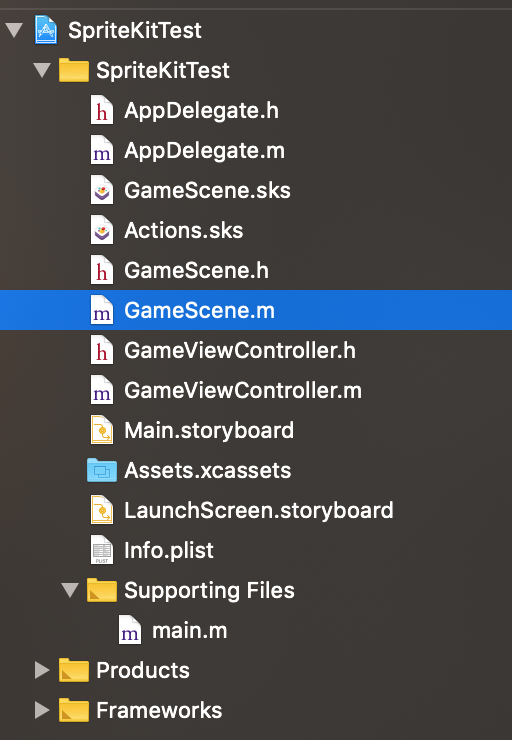 SpriteKitTest
SpriteKitTest
AppDelegate.h
AppDelegate.m
GameScene.sks
Actions.sks
GameScene.h
GameScene.m
GameViewController.h
GameViewController.m
Main.storyboard
Assets.xcassets
LaunchScreen.storyboard
Info.plist
Supporting Files
main.m
Products
Frameworks